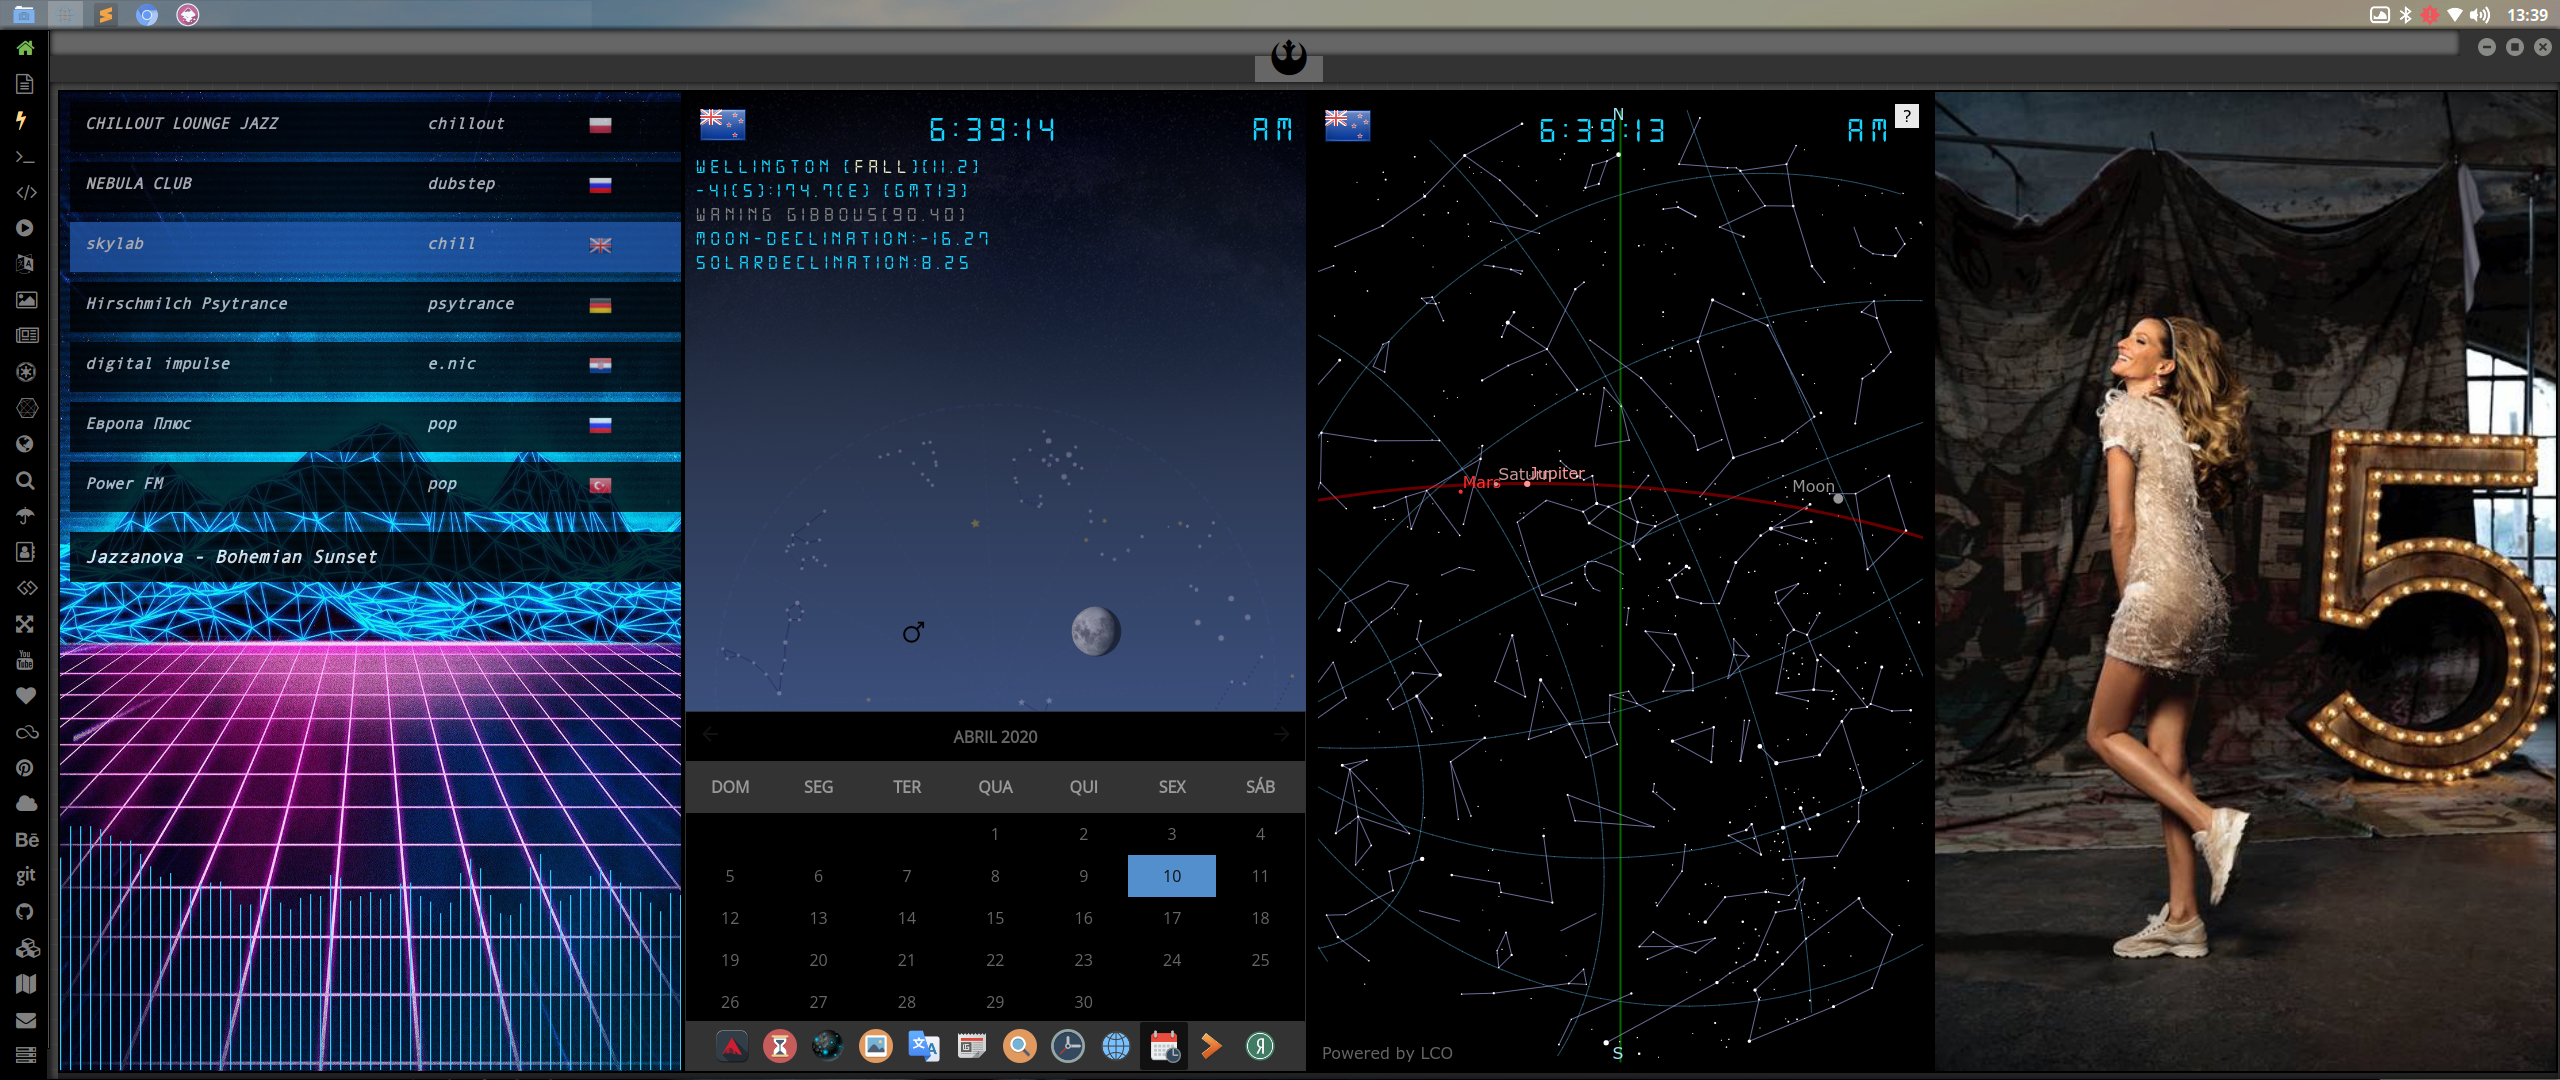 13:39
Bē
git
You
Tube
CHILLOUT LOUNGE JAZZ chillout
NEBULA CLUB dubstep
skylab chill
Hirschmilch Psytrance psytrance
digital impulse e.nic
Европа Плюс pop
Power FM pop
Jazzanova - Bohemian Sunset
6:39:14 AM
WELLINGTON [FALL][11.2]
-41(S):174.7(E) [GMT13]
WANING GIBBOUS[90.40]
MOON-DECLINATION:-16.27
SOLARDECLINATION:8.25
ABRIL 2020
DOM SEG TER QUA QUI SEX SÁB
1 2 3 4
5 6 7 8 9 10 11
12 13 14 15 16 17 18
19 20 21 22 23 24 25
26 27 28 29 30
N
6:39:13 AM
?
Mars Saturn Jupiter
Moon
S
Powered by LCO
5